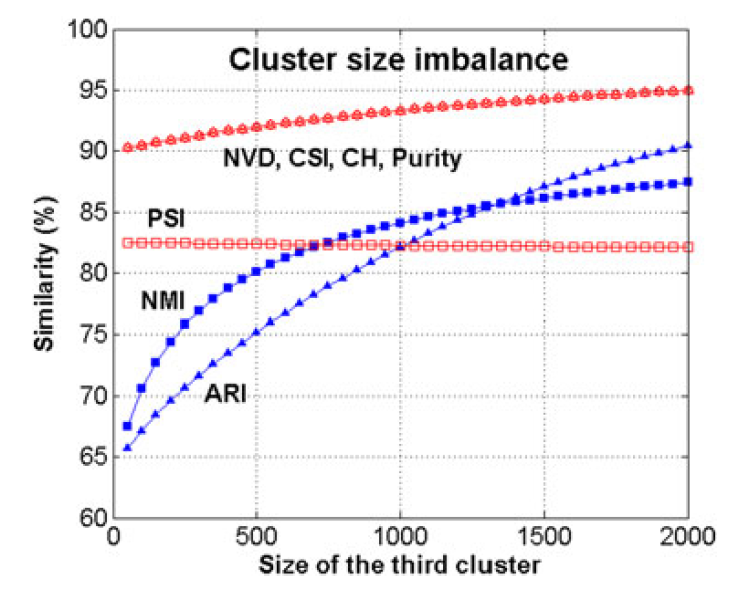 Cluster size imbalance
100
95
90
85
80
75
70
65
60
NVD, CSI, CH, Purity
PSI
NMI
ARI
Similarity (%)
0 500 1000 1500 2000
Size of the third cluster